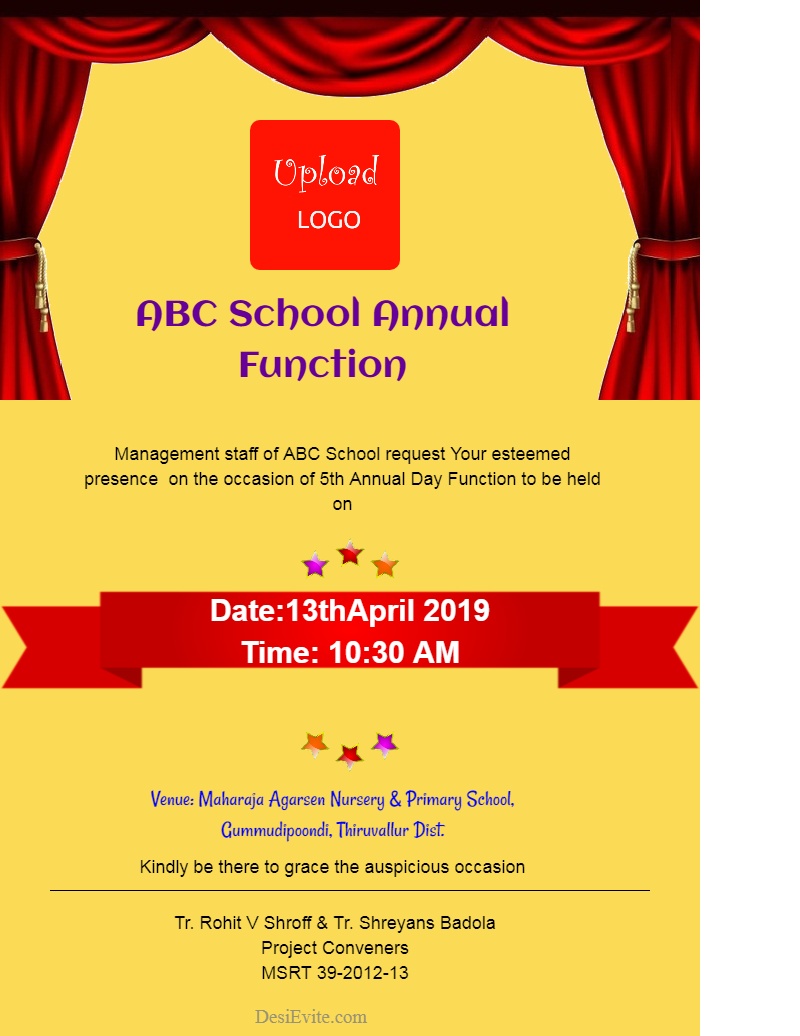 Upload
LOGO
ABC School Annual
Function
Management staff of ABC School request Your esteemed
presence  on the occasion of 5th Annual Day Function to be held
on
Date:13thApril 2019
Time: 10:30 AM
Venue: Maharaja Agarsen Nursery & Primary School,
Gummudipoondi, Thiruvallur Dist.
Kindly be there to grace the auspicious occasion
Tr. Rohit V Shroff & Tr. Shreyans Badola
Project Conveners
MSRT 39-2012-13
DesiEvite.com